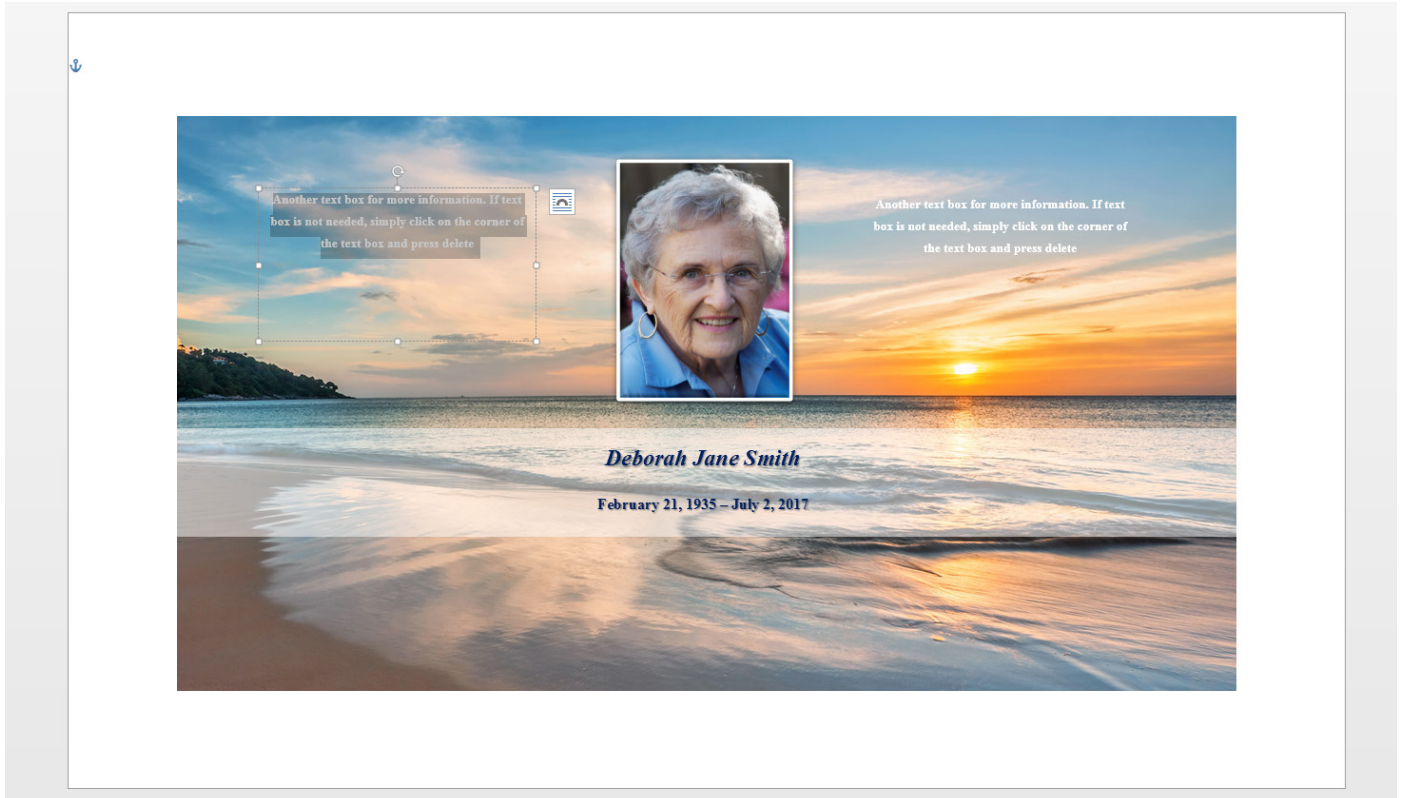 Another text box for more information. If text
box is not needed, simply click on the corner of
the text box and press delete
Another text box for more information. If text
box is not needed, simply click on the corner of
the text box and press delete
Deborah Jane Smith
February 21, 1935 – July 2, 2017